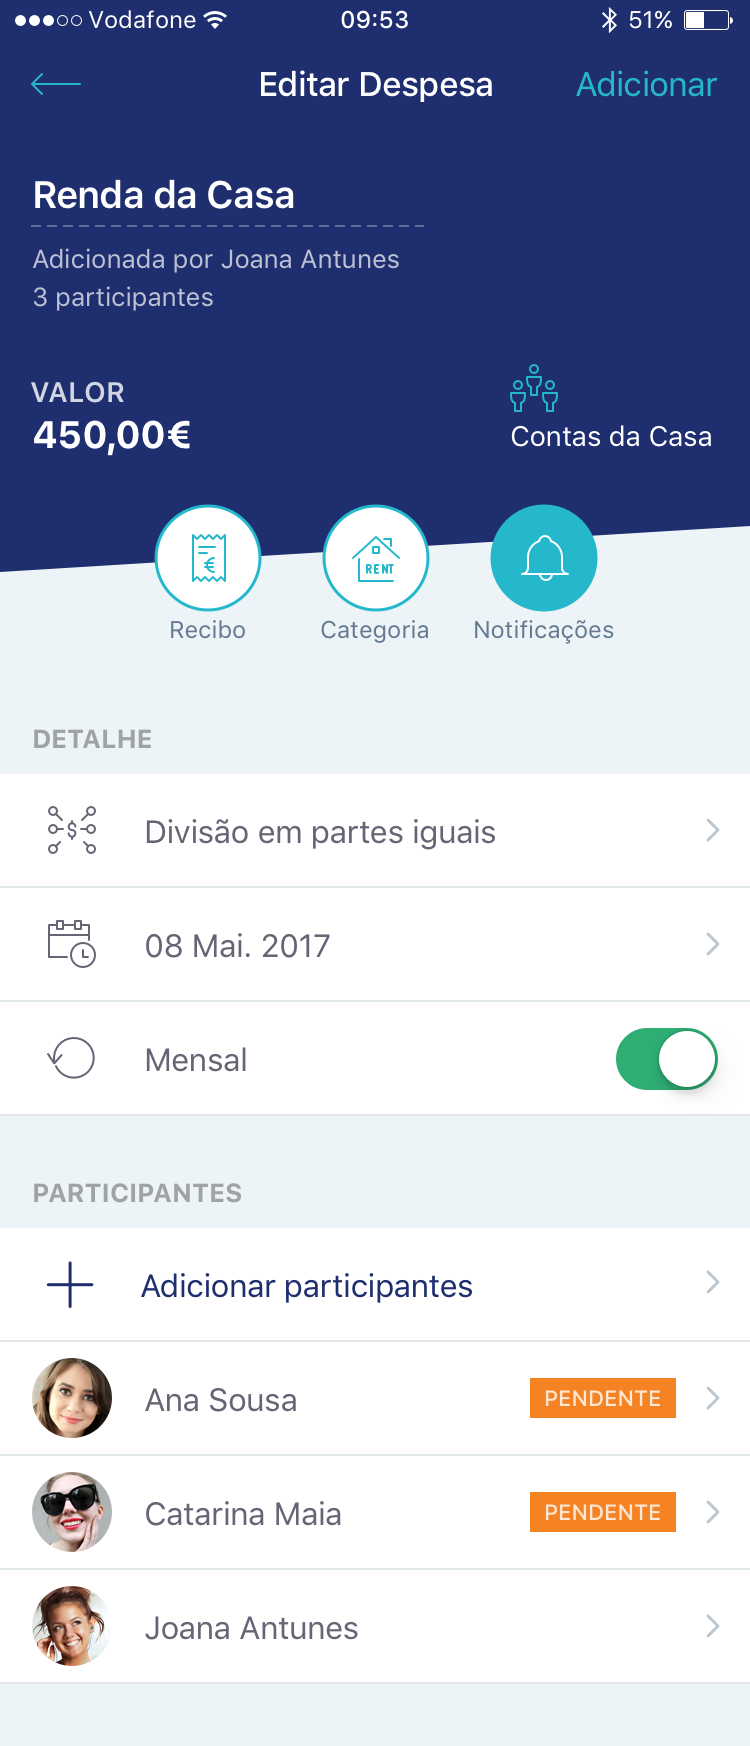 Vodafone 09:53 51%
Editar Despesa Adicionar
Renda da Casa
Adicionada por Joana Antunes
3 participantes
VALOR
450,00€
Contas da Casa
€
RENT
Recibo Categoria Notificações
DETALHE
$
Divisão em partes iguais
08 Mai. 2017
Mensal
PARTICIPANTES
Adicionar participantes
Ana Sousa PENDENTE
Catarina Maia PENDENTE
Joana Antunes